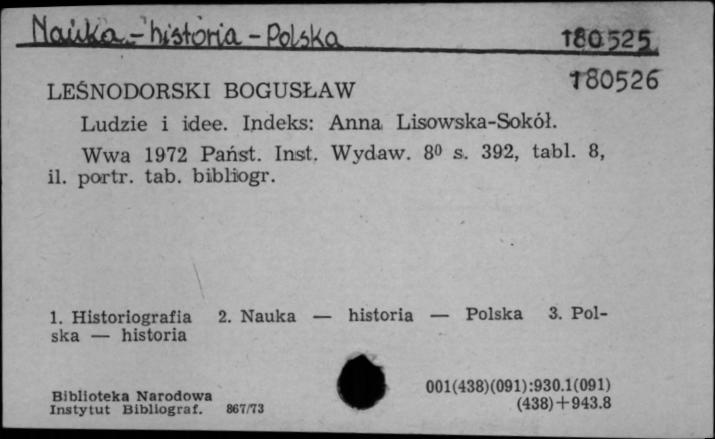 Nauka - historia - Polska 180525
180526
LEŚNODORSKI BOGUSŁAW
Ludzie i idee. Indeks: Anna Lisowska-Sokół.
Wwa 1972 Państ. Inst. Wydaw. 8⁰ s. 392, tabl. 8,
il. portr. tab. bibliogr.
1. Historiografia 2. Nauka — historia — Polska 3. Pol-
ska — historia
Biblioteka Narodowa
Instytut Bibliograf. 867/73
001(438)(091):930.1(091)
(438)+943.8